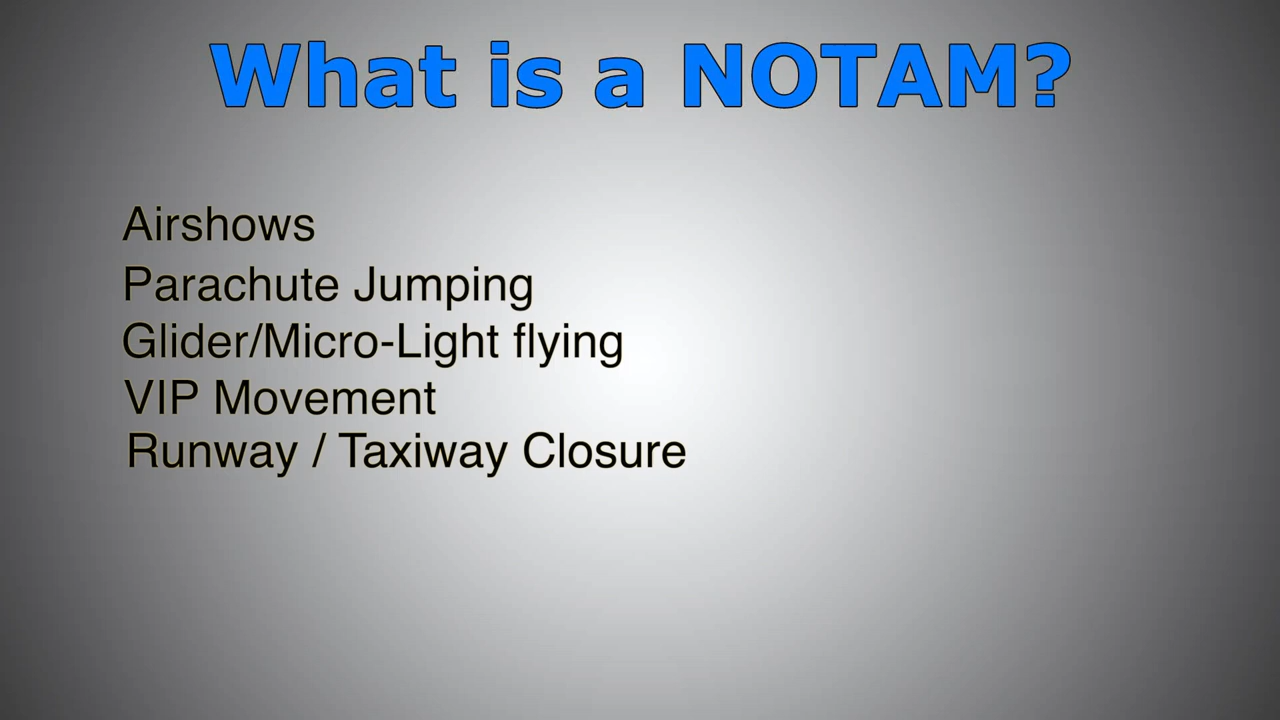 What is a NOTAM?
Airshows
Parachute Jumping
Glider/Micro-Light flying
VIP Movement
Runway / Taxiway Closure